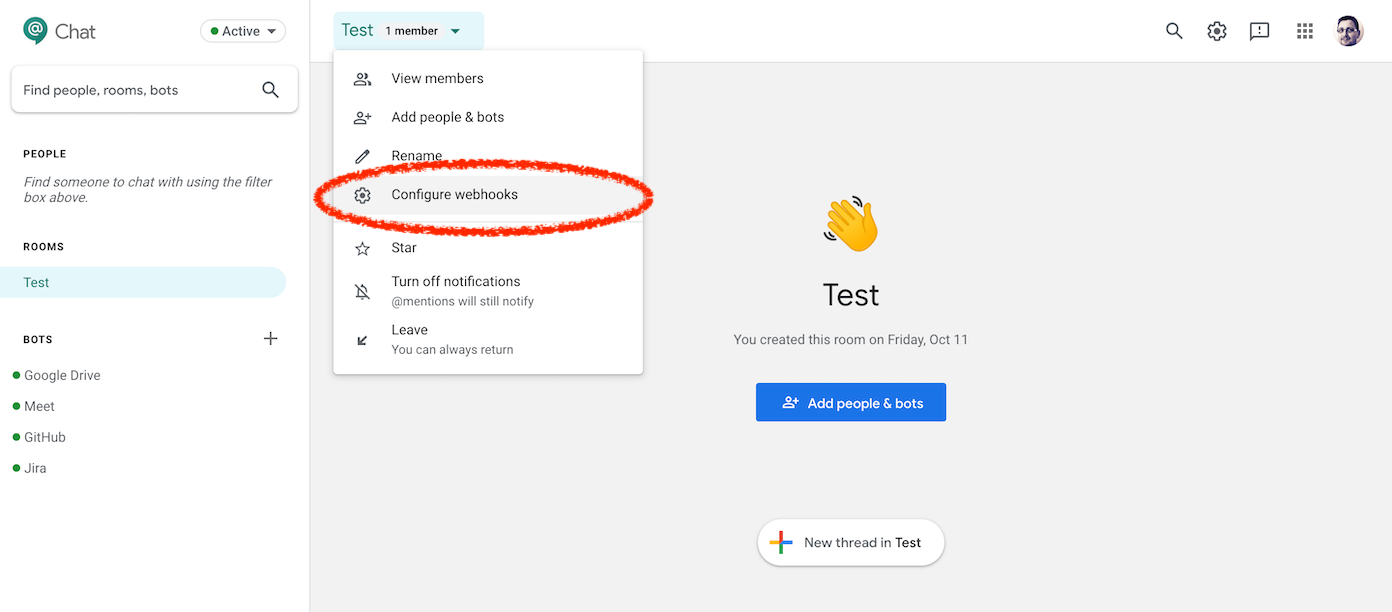 Chat
Active
Find people, rooms, bots
PEOPLE
Find someone to chat with using the filter
box above.
ROOMS
Test
BOTS
Google Drive
Meet
GitHub
Jira
Test 1 member
View members
Add people & bots
Rename
Configure webhooks
Star
Turn off notifications
@mentions will still notify
Leave
You can always return
Test
You created this room on Friday, Oct 11
Add people & bots
New thread in Test